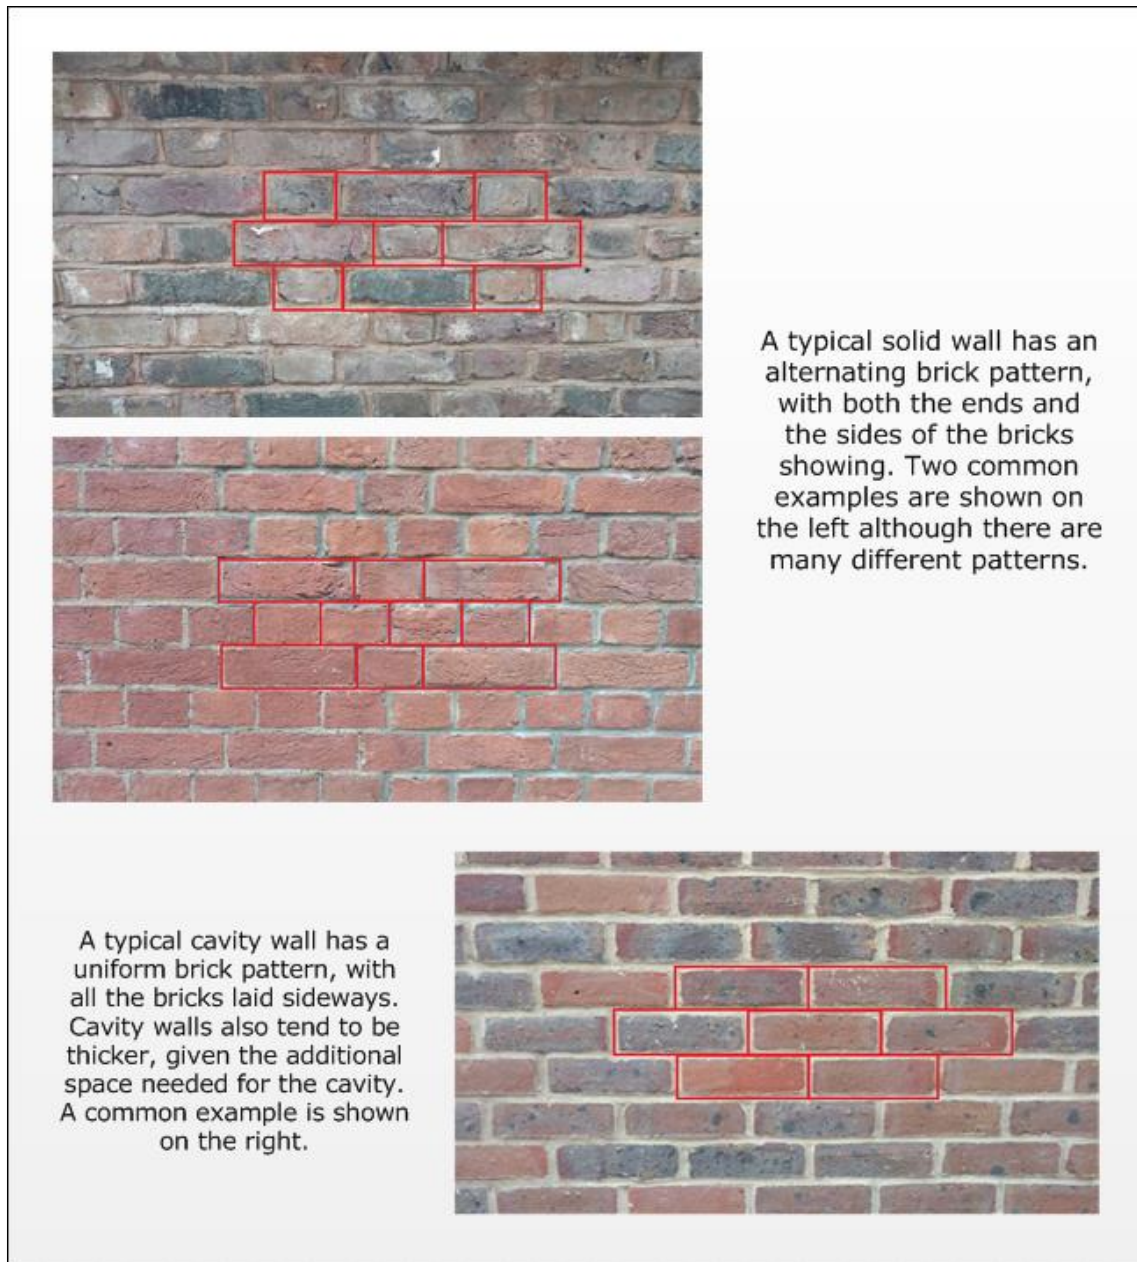 A typical solid wall has an
alternating brick pattern,
with both the ends and
the sides of the bricks
showing. Two common
examples are shown on
the left although there are
many different patterns.
A typical cavity wall has a
uniform brick pattern, with
all the bricks laid sideways.
Cavity walls also tend to be
thicker, given the additional
space needed for the cavity.
A common example is shown
on the right.